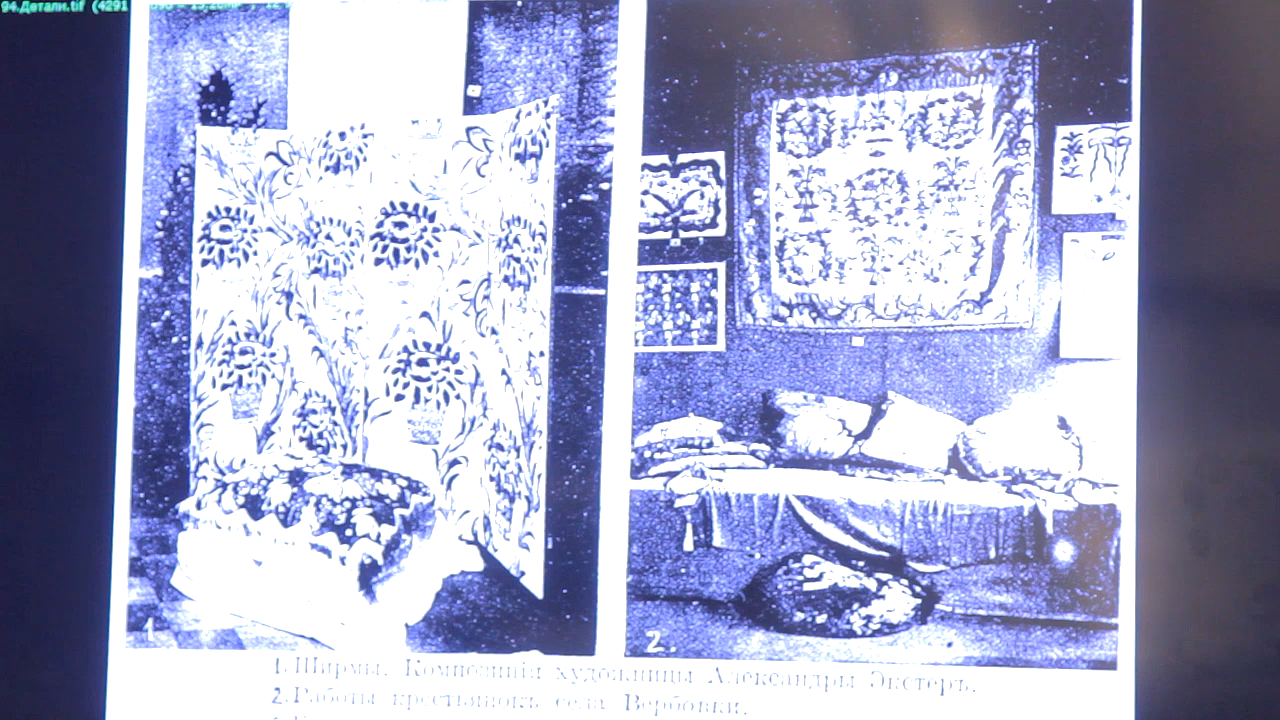 94.Детали.tif (4291
1
2.
1.Ширмы. Композиція художницы Александры Экстеръ.
2.Работы крестьянокъ села Вербовки.